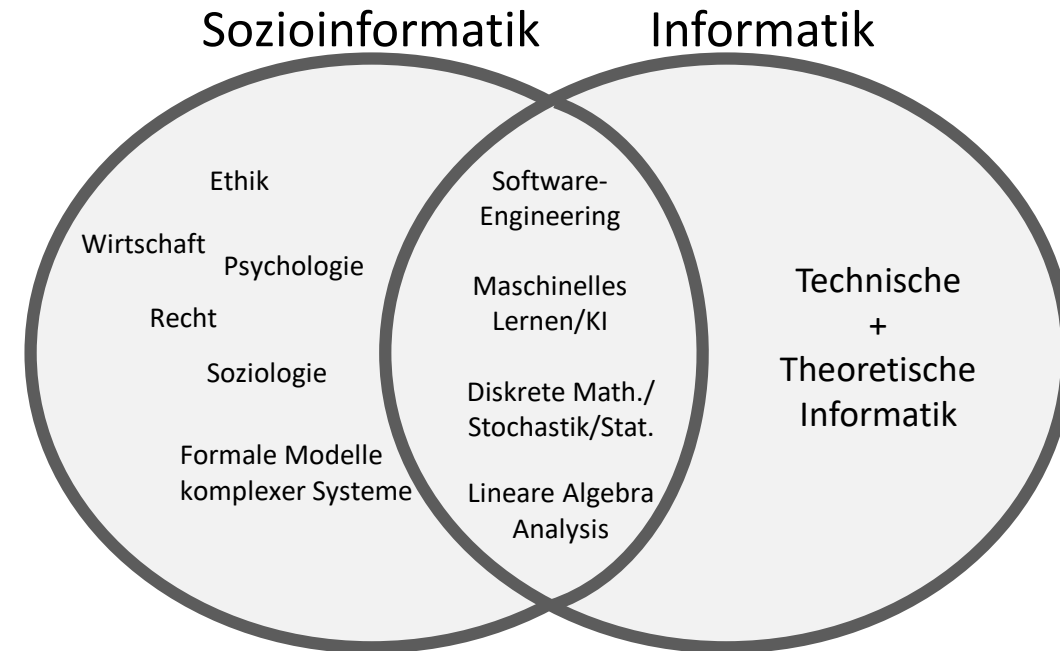 Sozioinformatik
Informatik
Ethik
Wirtschaft
Psychologie
Recht
Soziologie
Formale Modelle
komplexer Systeme
Software-
Engineering
Maschinelles
Lernen/KI
Diskrete Math./
Stochastik/Stat.
Lineare Algebra
Analysis
Technische
+
Theoretische
Informatik